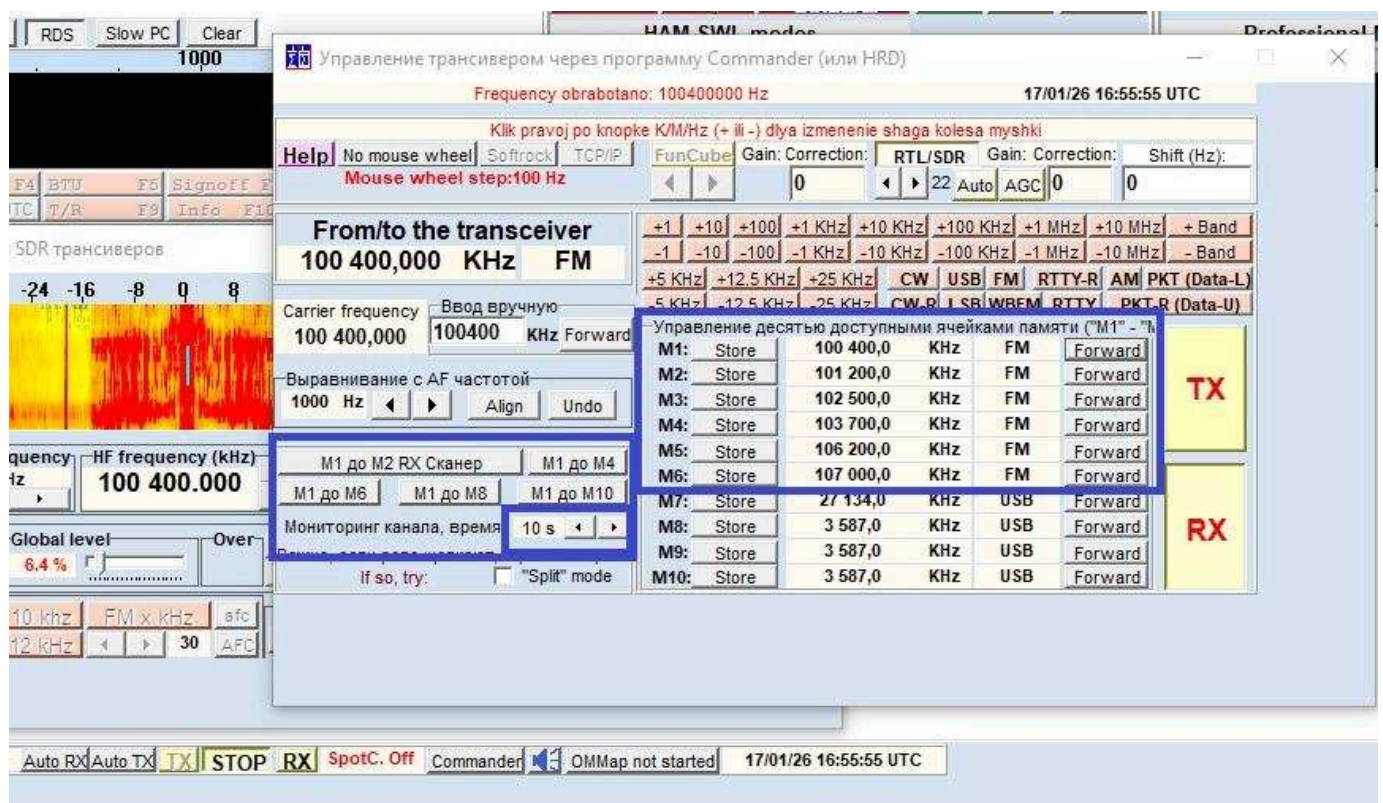 RDS Slow PC Clear
HAM SWL modes
Professional
1000
Управление трансивером через программу Commander (или HRD)
Frequency obrabotano: 100400000 Hz 17/01/26 16:55:55 UTC
Klik pravoj po knopke K/M/Hz (+ ili -) dlya izmenenie shaga kolesa myshki
Help No mouse wheel Softrock TCP/IP FunCube Gain: Correction: RTL/SDR Gain: Correction: Shift (Hz):
Mouse wheel step:100 Hz 0 22 Auto AGC 0 0
F4 BTU F5 Signoff
T/R F9 Info F10
SDR трансиверов
-24 -16 -8 0 8
From/to the transceiver
100 400,000 KHz FM
+1 +10 +100 +1 KHz +10 KHz +100 KHz +1 MHz +10 MHz + Band
-1 -10 -100 -1 KHz -10 KHz -100 KHz -1 MHz -10 MHz - Band
+5 KHz +12.5 KHz +25 KHz CW USB FM RTTY-R AM PKT (Data-L)
-5 KHz -12.5 KHz -25 KHz CW-R LSB WBFM RTTY PKT-R (Data-U)
Carrier frequency
100 400,000
Ввод вручную
100400 KHz Forward
Выравнивание с AF частотой
1000 Hz Align Undo
M1 до M2 RX Сканер M1 до M4
M1 до M6 M1 до M8 M1 до M10
Мониторинг канала, время 10 s
If so, try: "Split" mode
Управление десятью доступными ячейками памяти ("M1" - "M
M1: Store 100 400,0 KHz FM Forward
M2: Store 101 200,0 KHz FM Forward
M3: Store 102 500,0 KHz FM Forward
M4: Store 103 700,0 KHz FM Forward
M5: Store 106 200,0 KHz FM Forward
M6: Store 107 000,0 KHz FM Forward
M7: Store 27 134,0 KHz USB Forward
M8: Store 3 587,0 KHz USB Forward
M9: Store 3 587,0 KHz USB Forward
M10: Store 3 587,0 KHz USB Forward
TX
RX
HF frequency (kHz)
100 400.000
Global level Over
6.4 %
10 khz FM x kHz afc
12 kHz 30 AFC
Auto RX Auto TX TX STOP RX SpotC. Off Commander OMMap not started 17/01/26 16:55:55 UTC